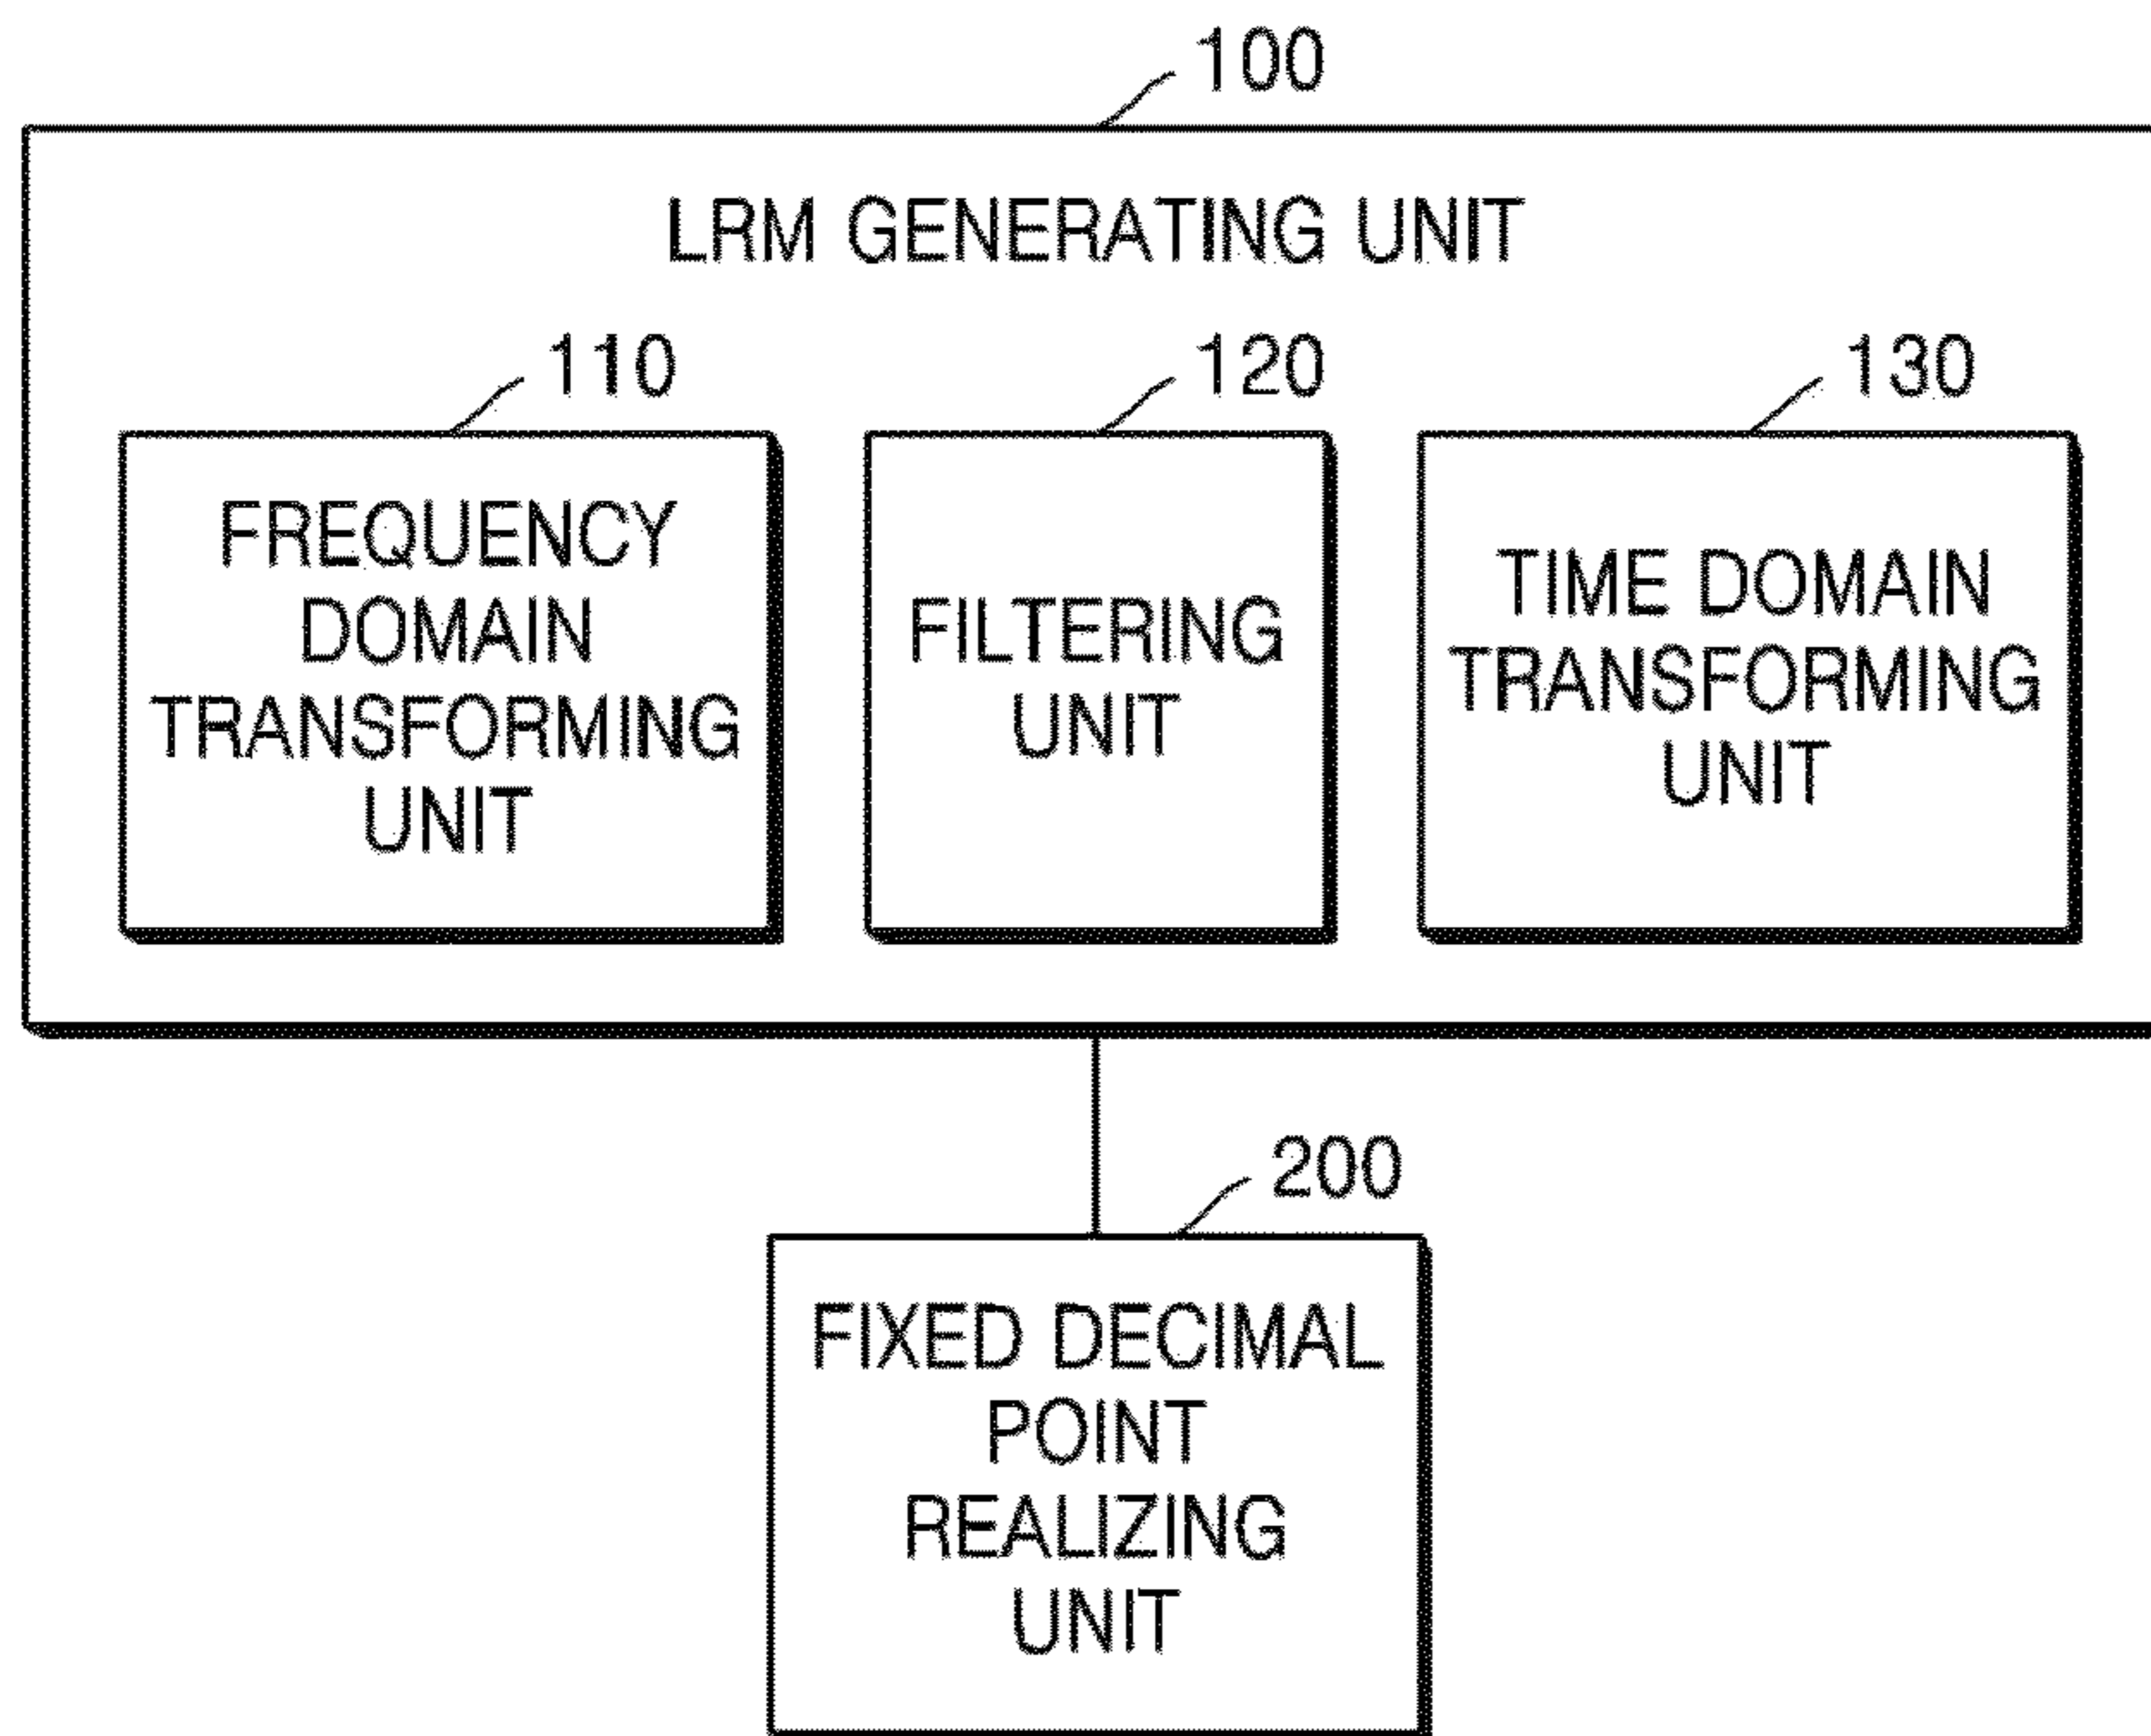 100
LRM GENERATING UNIT
110
120
130
FREQUENCY
DOMAIN
TRANSFORMING
UNIT
FILTERING
UNIT
TIME DOMAIN
TRANSFORMING
UNIT
200
FIXED DECIMAL
POINT
REALIZING
UNIT